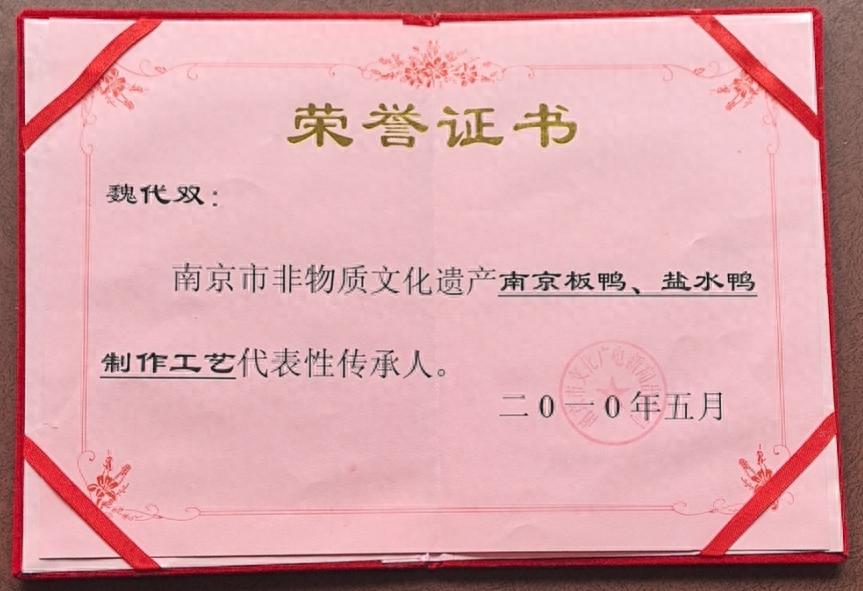 荣誉证书
魏代双：
南京市非物质文化遗产南京板鸭、盐水鸭
制作工艺代表性传承人。
二0一0年五月